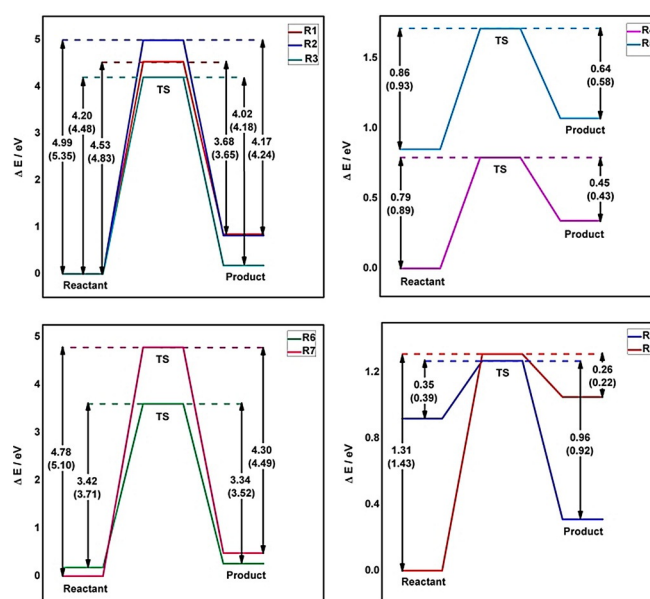 R1
R2
R3
5
4
3
2
1
0
Δ E / eV
TS
4.20
(4.48)
4.99
(5.35)
4.53
(4.83)
4.02
(4.18)
3.68
(3.65)
4.17
(4.24)
Reactant
Product
R
R
1.5
1.0
0.5
0.0
Δ E / eV
TS
0.86
(0.93)
0.64
(0.58)
Product
TS
0.79
(0.89)
0.45
(0.43)
Product
Reactant
R6
R7
5
4
3
2
1
0
Δ E / eV
TS
TS
4.78
(5.10)
3.42
(3.71)
4.30
(4.49)
3.34
(3.52)
Reactant
Product
R
R
1.2
0.8
0.4
0.0
Δ E / eV
TS
0.35
(0.39)
0.26
(0.22)
1.31
(1.43)
0.96
(0.92)
Product
Reactant